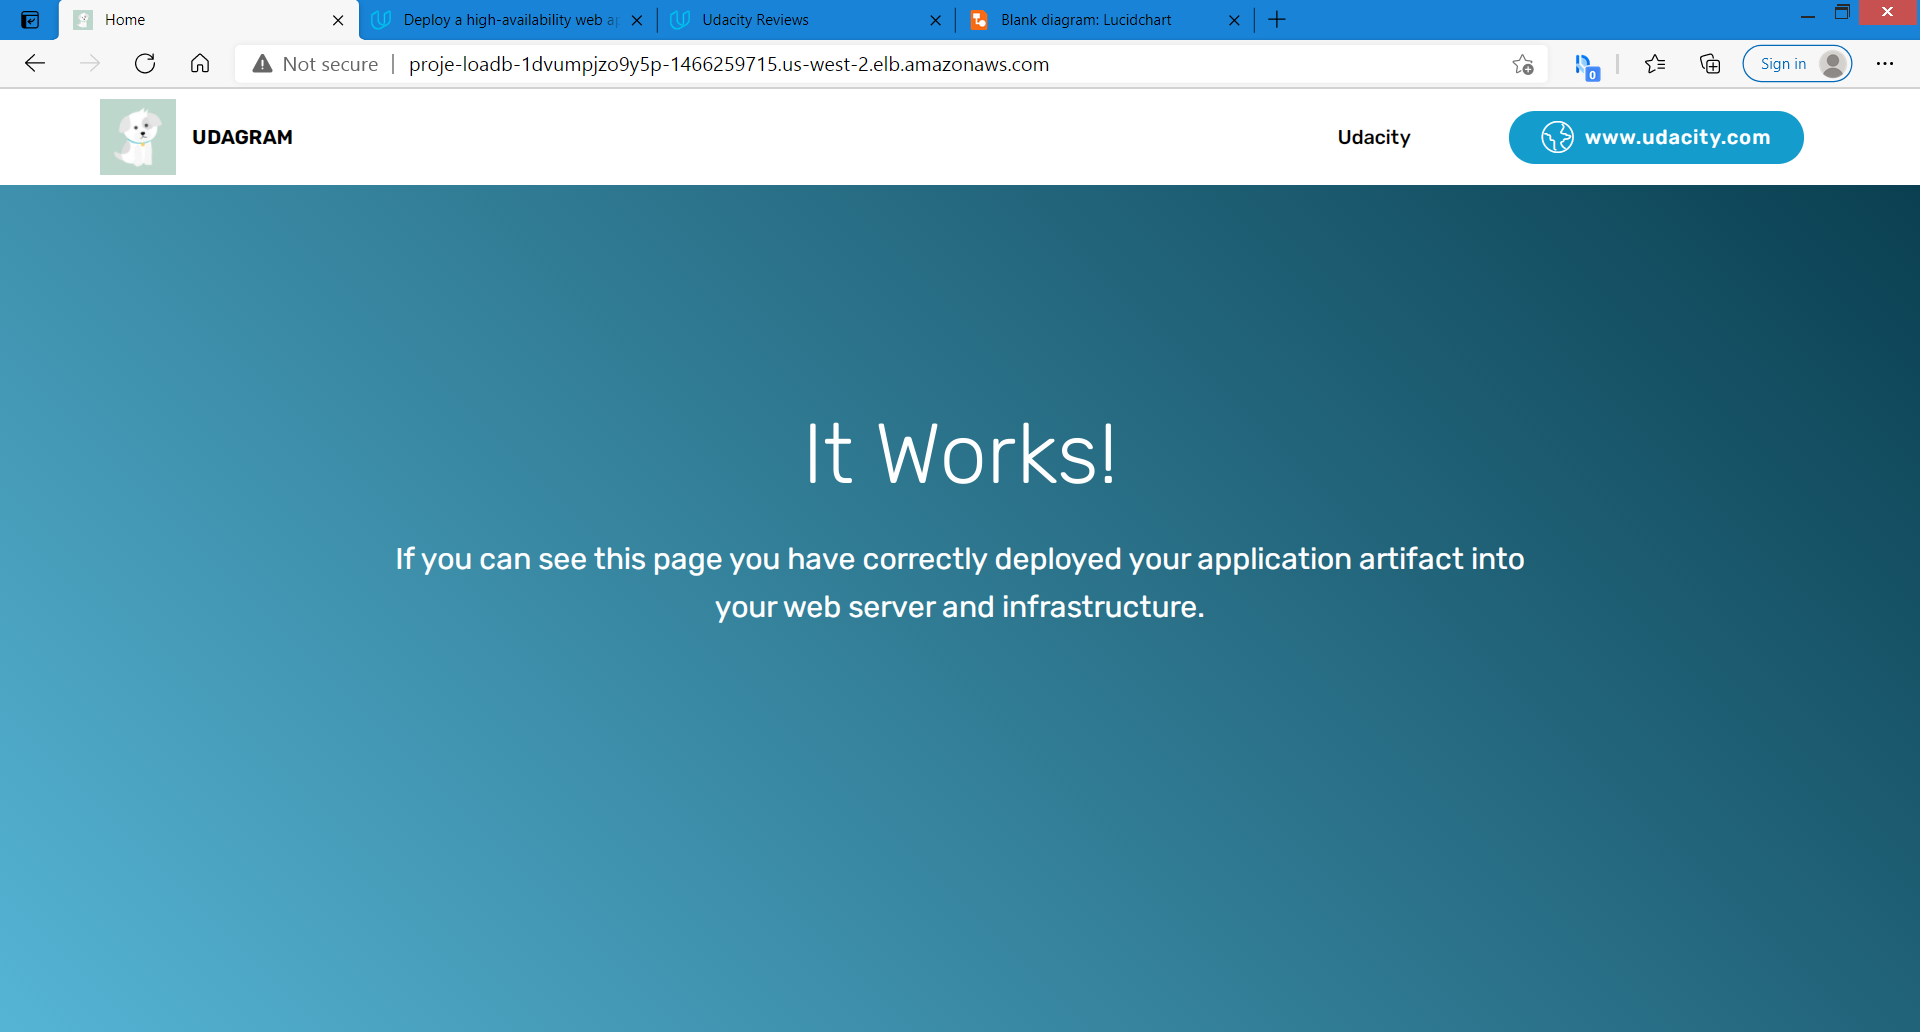 Home
Deploy a high-availability web ap
Udacity Reviews
Blank diagram: Lucidchart
Not secure
proje-loadb-1dvumpjzo9y5p-1466259715.us-west-2.elb.amazonaws.com
0
Sign in
UDAGRAM
Udacity
www.udacity.com
It Works!
If you can see this page you have correctly deployed your application artifact into
your web server and infrastructure.